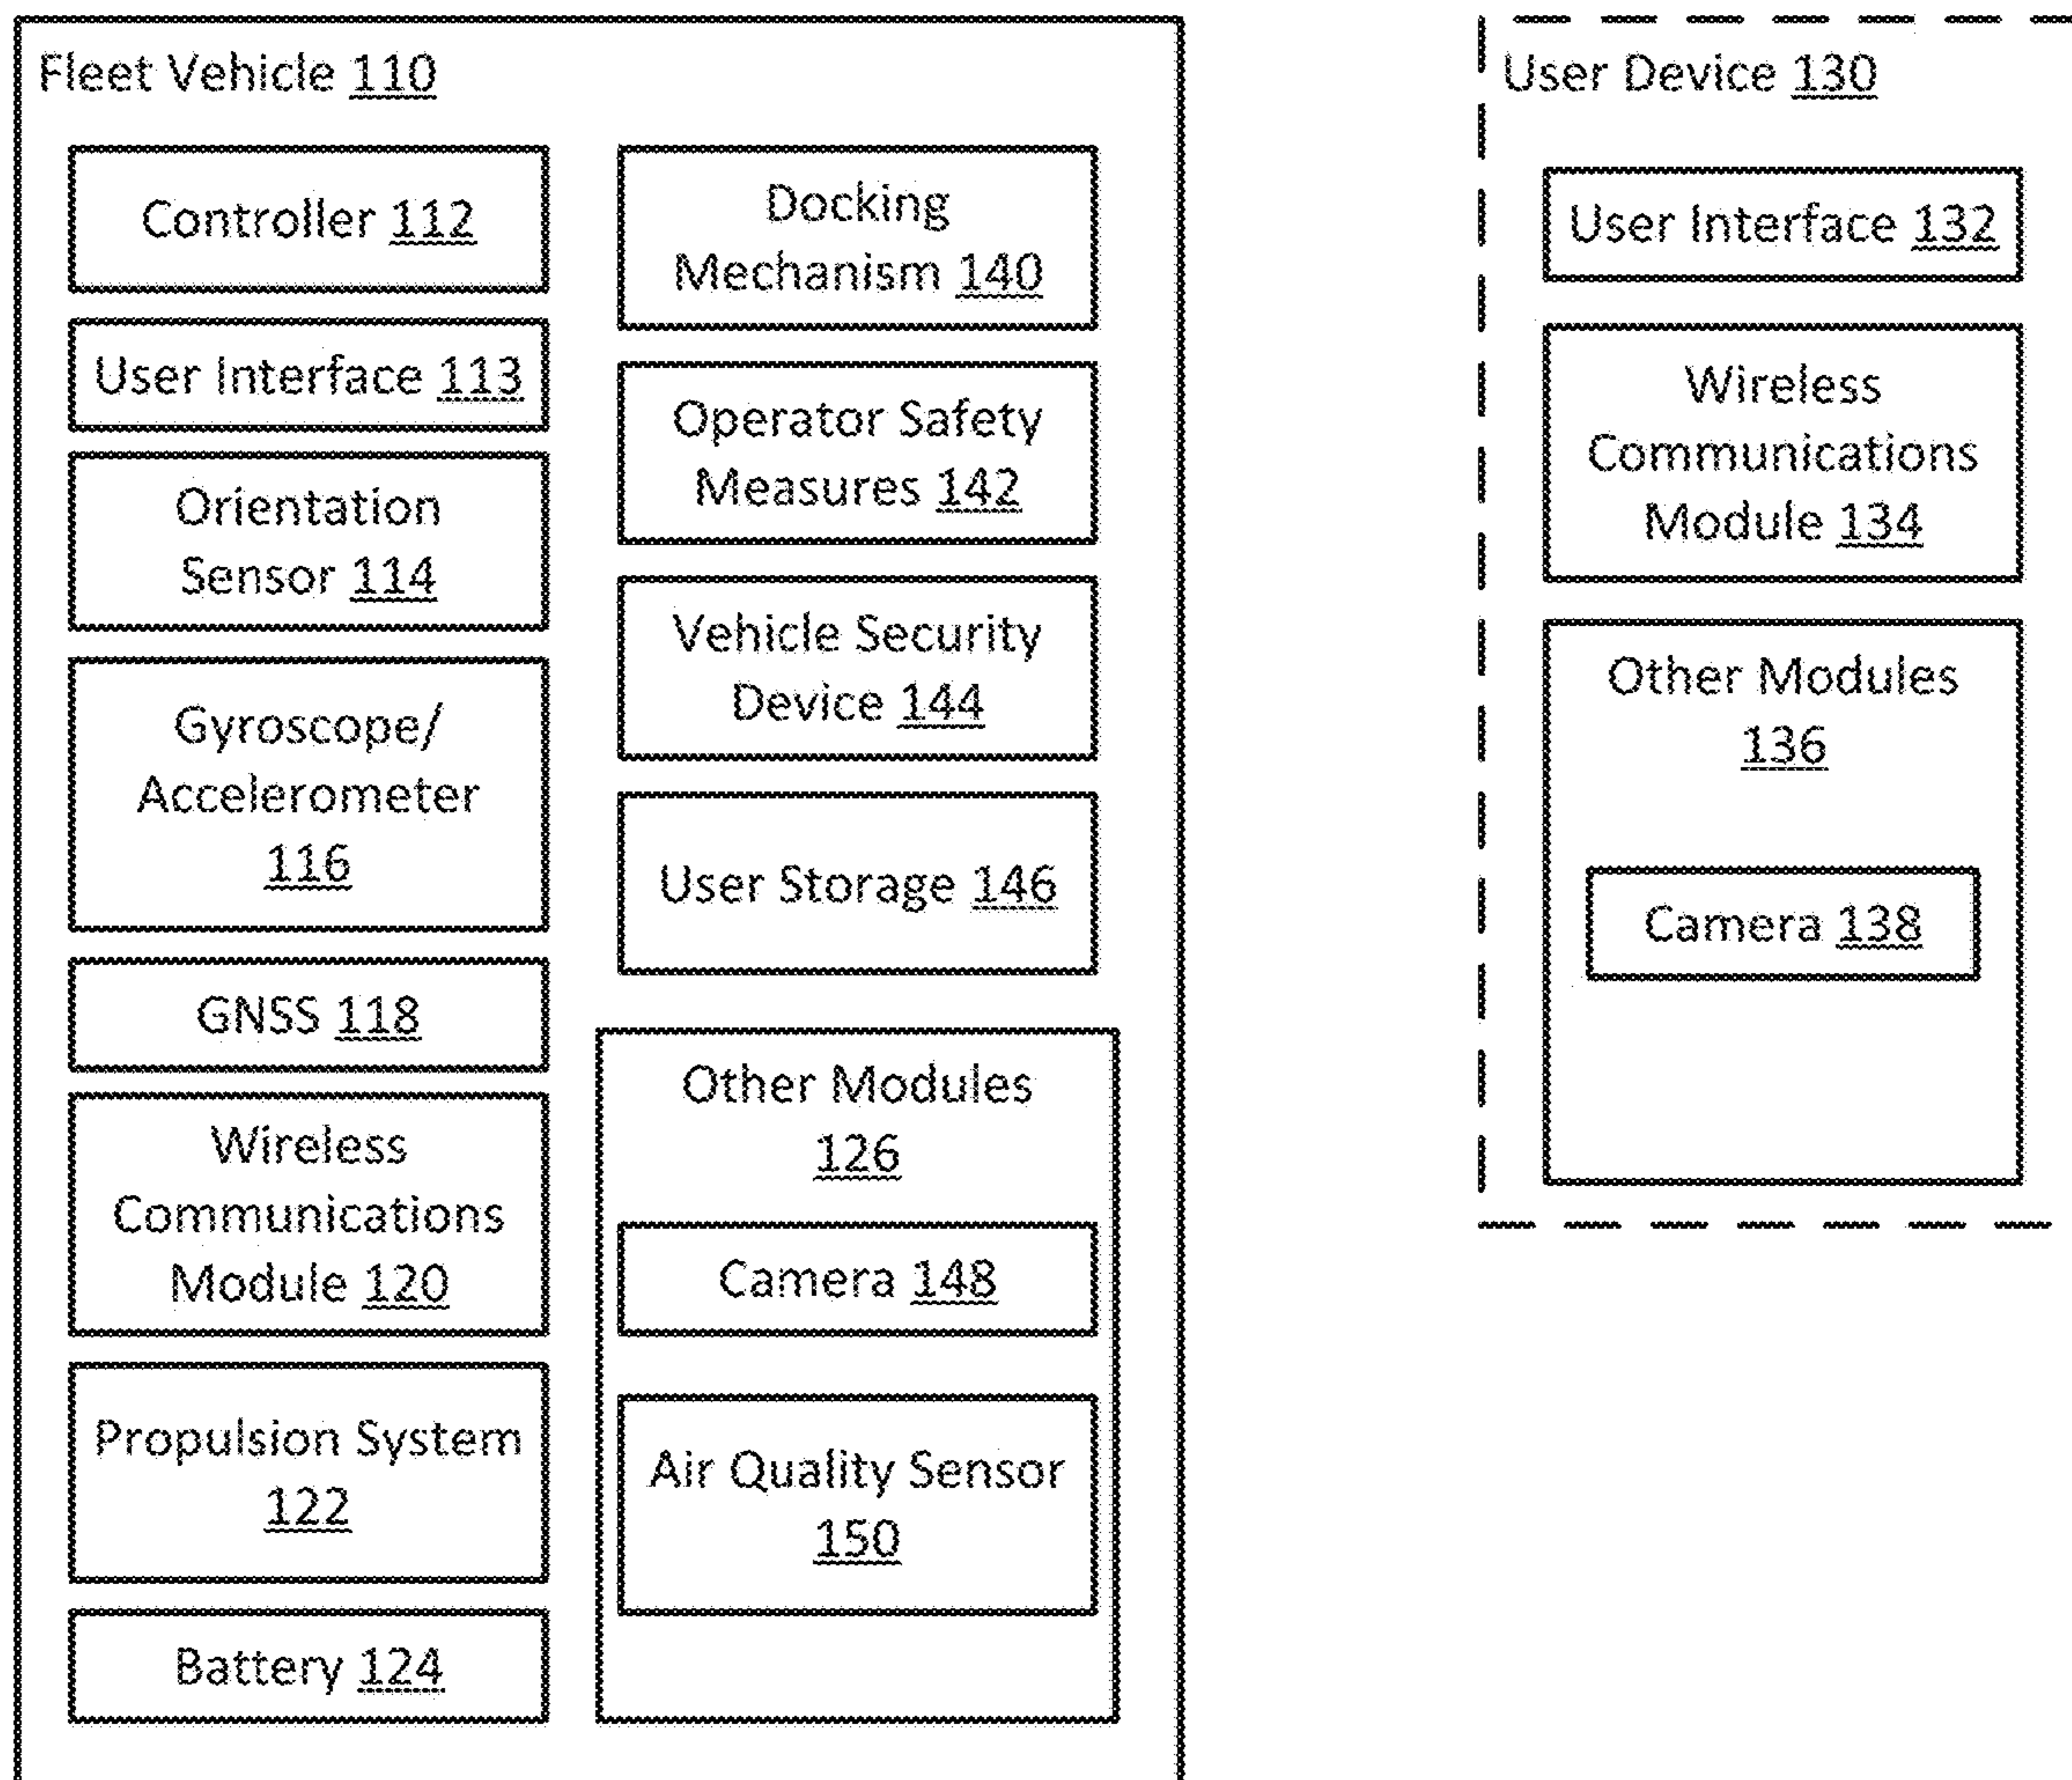 Fleet Vehicle 110
Controller 112
User Interface 113
Orientation
Sensor 114
Gyroscope/
Accelerometer
116
GNSS 118
Wireless
Communications
Module 120
Propulsion System
122
Battery 124
Docking
Mechanism 140
Operator Safety
Measures 142
Vehicle Security
Device 144
User Storage 146
Other Modules
126
Camera 148
Air Quality Sensor
150
User Device 130
User Interface 132
Wireless
Communications
Module 134
Other Modules
136
Camera 138